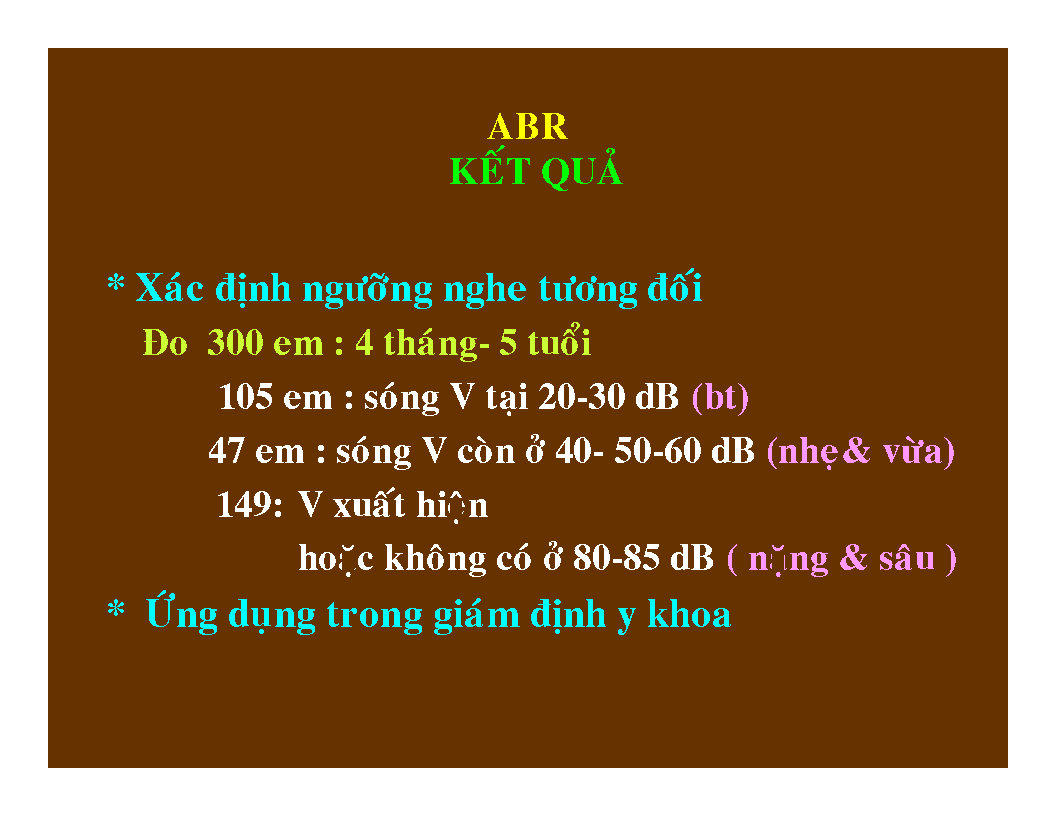 ABR
KẾT QUẢ
* Xác định ngưỡng nghe tương đối
Đo 300 em : 4 tháng- 5 tuổi
105 em : sóng V tại 20-30 dB (bt)
47 em : sóng V còn ở 40- 50-60 dB (nhẹ& vừa)
149: V xuất hiện
hoặc không có ở 80-85 dB ( nặng & sâu )
* Ứng dụng trong giám định y khoa